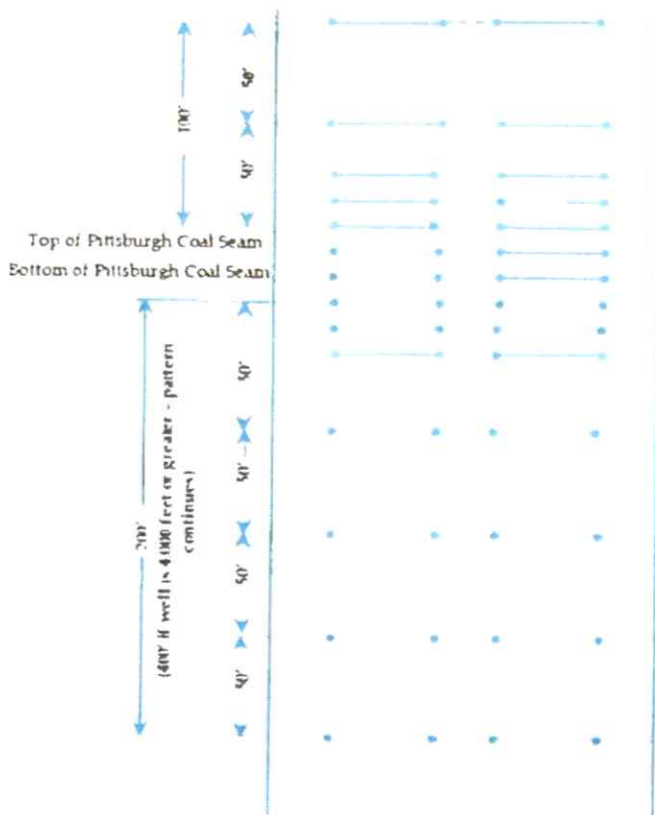 50'
100'
50'
Top of Pittsburgh Coal Seam
Bottom of Pittsburgh Coal Seam
50'
200'
(400' if well is 4,000 feet or greater - pattern
continues)
50'
50'
50'